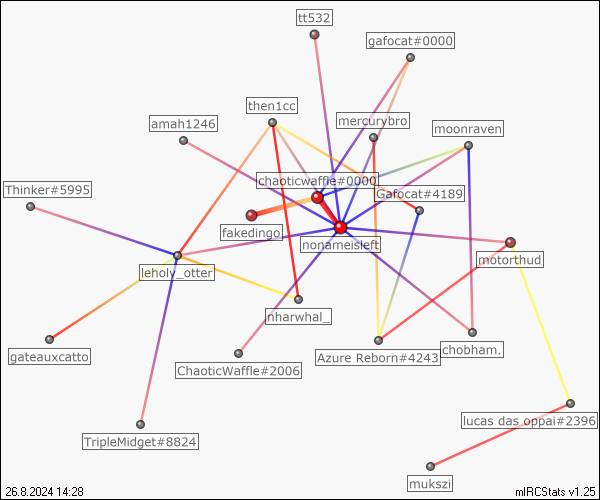 tt532
gafocat#0000
then1cc
mercurybro
amah1246
moonraven
chaoticwaffle#0000
Thinker#5995
Gafocat#4189
fakedingo
nonameisleft
motorthud
leholy_otter
nharwhal_
gateauxcatto
ChaoticWaffle#2006
Azure Reborn#4243
chobham.
lucas das oppai#2396
TripleMidget#8824
mukszi
26.8.2024 14:28
mIRCStats v1.25